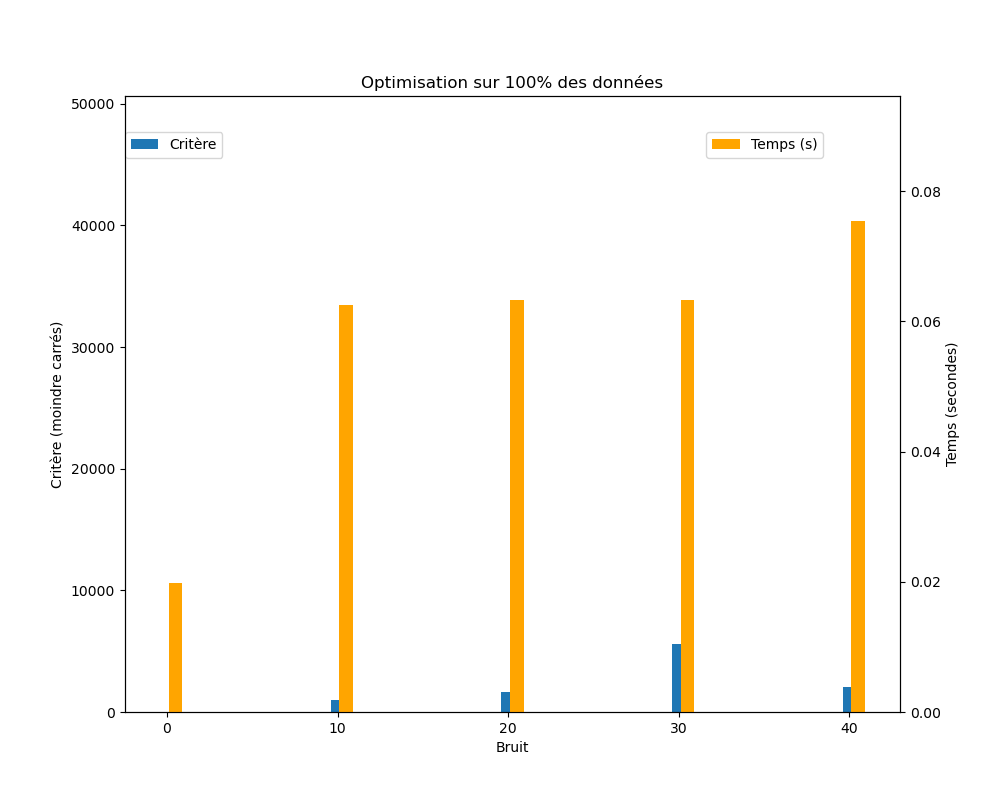 Optimisation sur 100% des données
Critère
Temps (s)
Critère (moindre carrés)
50000
40000
30000
20000
10000
0
0.08
0.06
0.04
0.02
0.00
Temps (secondes)
0 10 20 30 40
Bruit